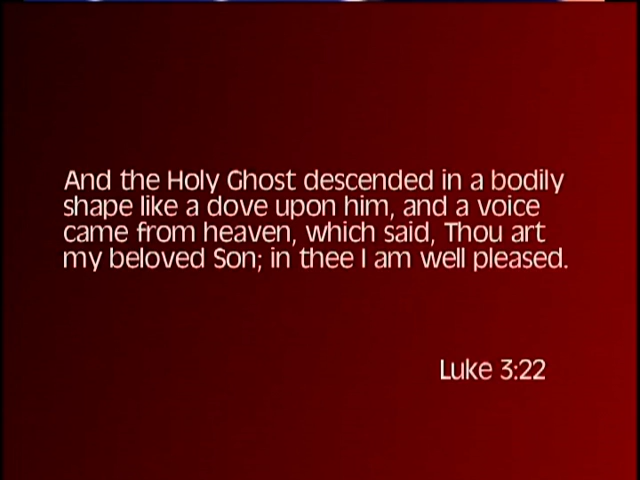 And the Holy Ghost descended in a bodily
shape like a dove upon him, and a voice
came from heaven, which said, Thou art
my beloved Son; in thee I am well pleased.
Luke 3:22